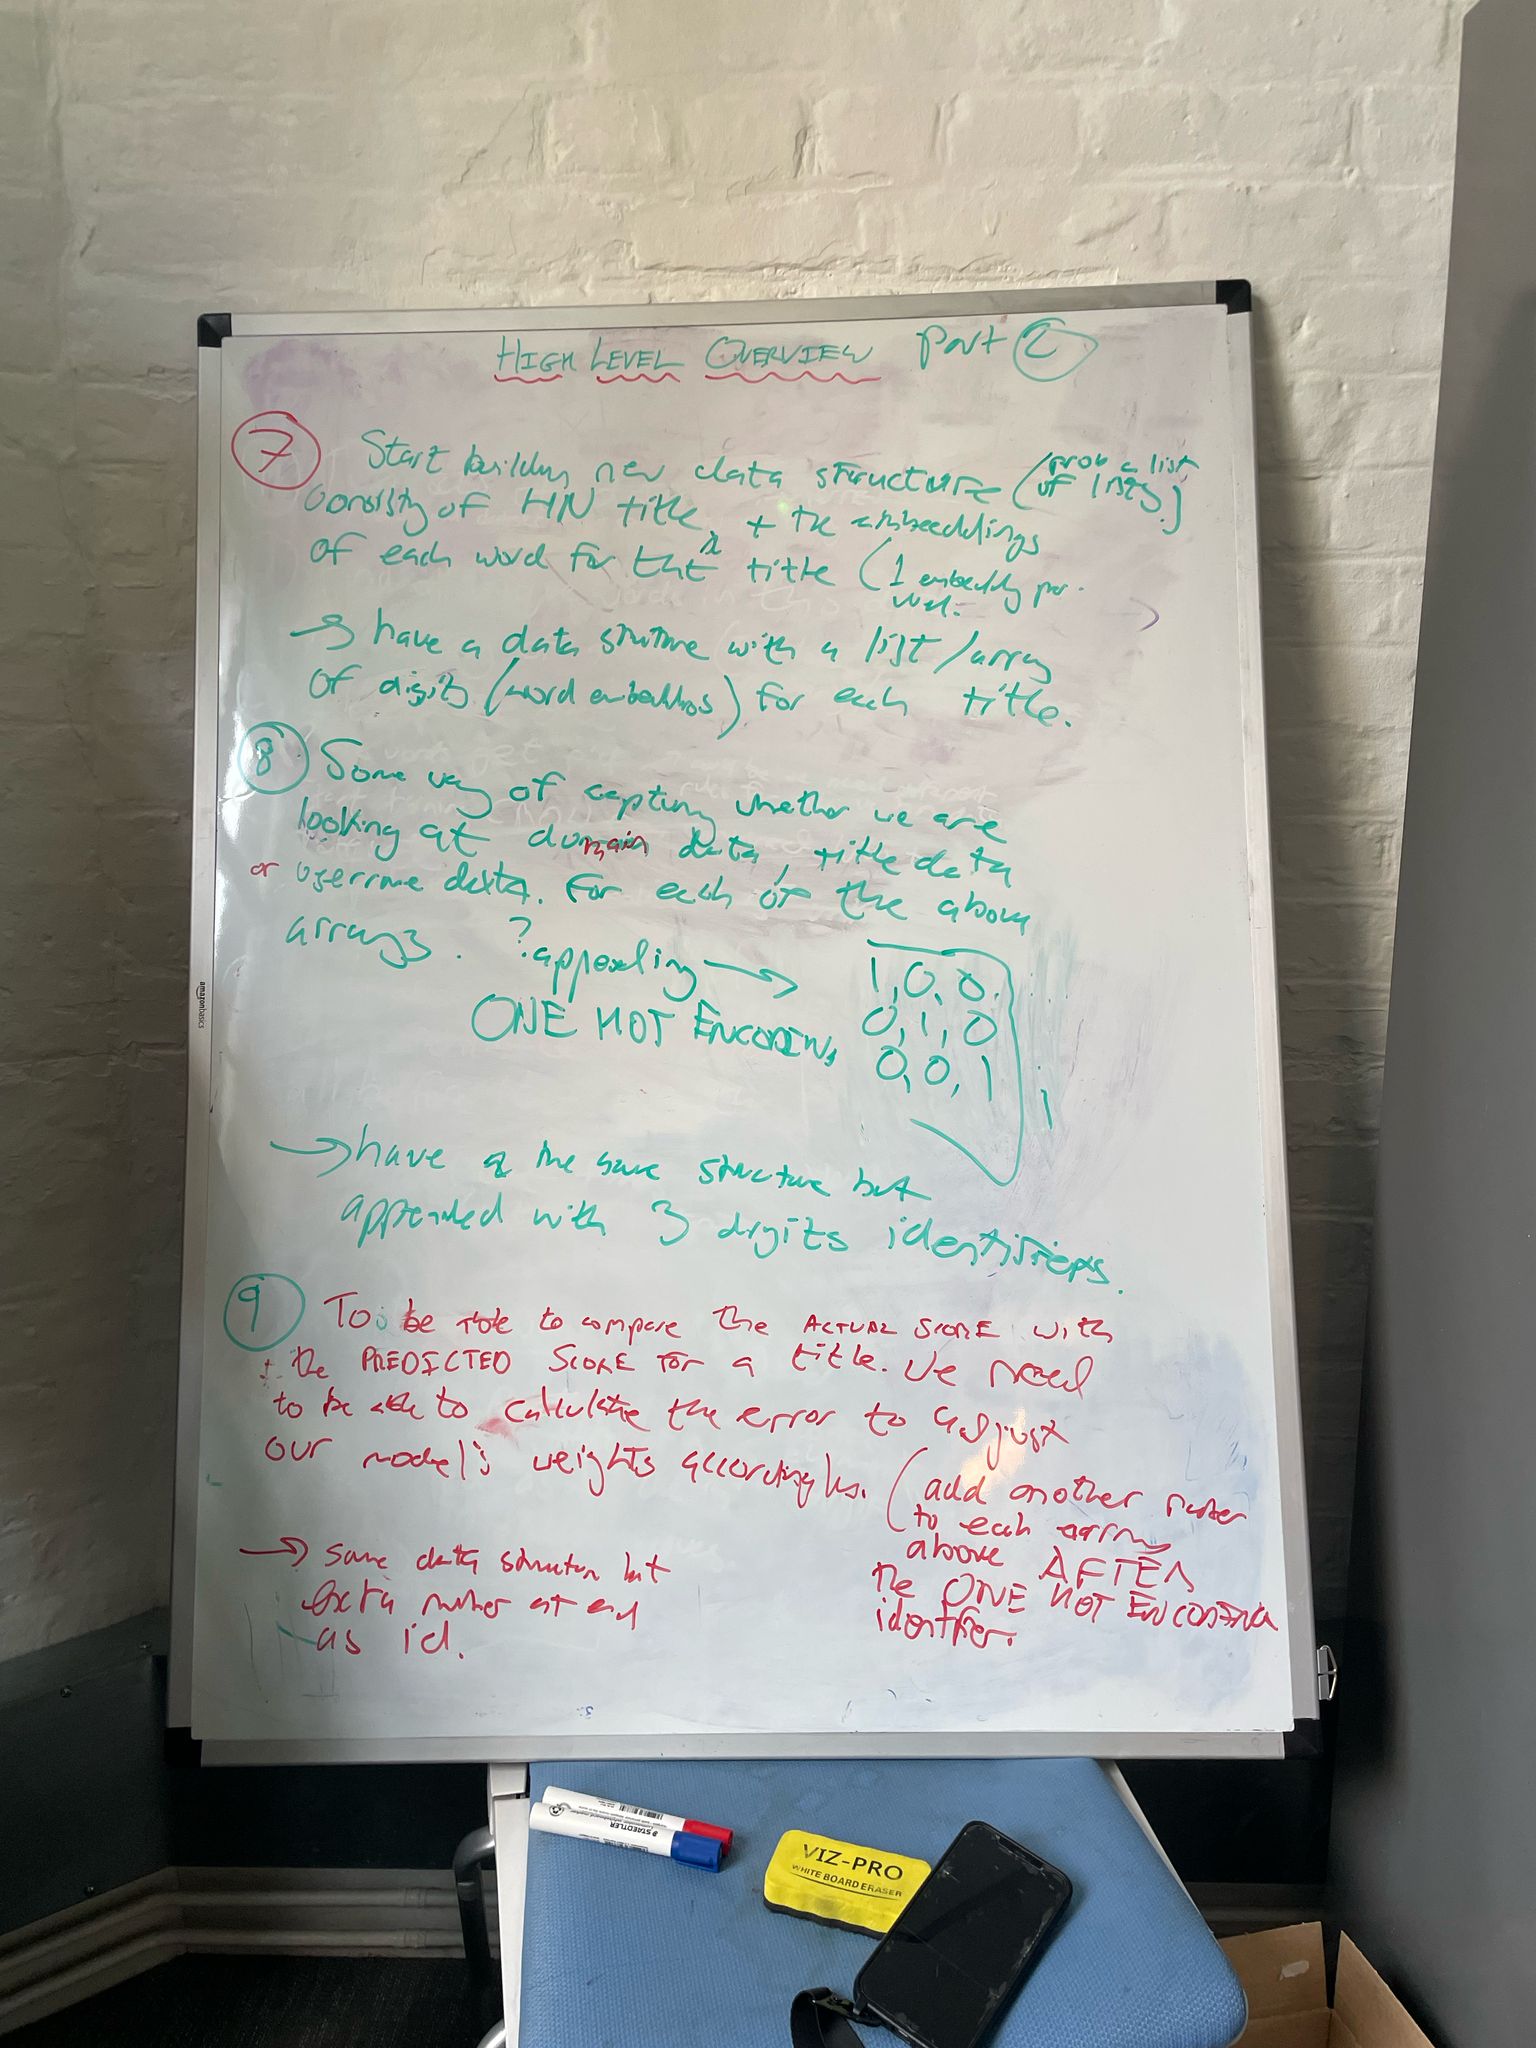 HIGH LEVEL OVERVIEW part 2
7 Start building new data structure (prob a list
of lists)
consisty of HN title, + the embeddings
of each word for tht title (1 embeddy per
wd.
→ have a data struture with a list/array
of digits (word embeddings) for each title.
8 Some way of capturing whether we are
looking at domain data, title data
or username data. For each of the above
arrays. ? appending →
ONE HOT ENCODING
1, 0, 0.
0, 1, 0
0, 0, 1
→ have the same structure but
appended with 3 digits identifiers.
9 To be able to compare the ACTUAL SCORE with
+ the PREDICTED SCORE FOR a title. We need
to be able to calculate the error to adjust
our model's weights accordingly.
(add another number
to each array
above AFTER
the ONE HOT ENCODING
identifier.
→ same data structure but
extra number at end
as id.
amazonbasics
STAEDTLER
VIZ-PRO
WHITE BOARD ERASER